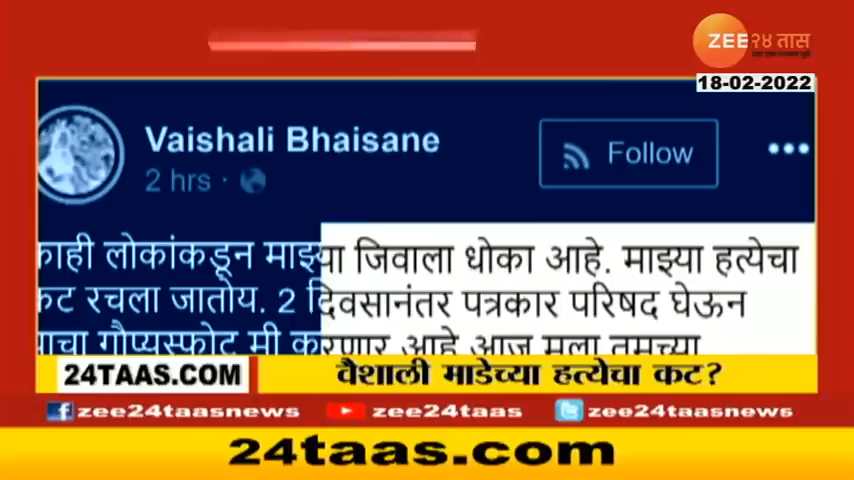 ZEE २४ तास
18-02-2022
Vaishali Bhaisane
2 hrs ·
Follow
काही लोकांकडून माझ्या जिवाला धोका आहे. माझ्या हत्येचा
कट रचला जातोय. 2 दिवसानंतर पत्रकार परिषद घेऊन
याचा गौप्यस्फोट मी करणार आहे आज मला तुमच्या
24TAAS.COM
वैशाली माडेच्या हत्येचा कट?
zee24taasnews
zee24taasnews
zee24taasnews
24taas.com